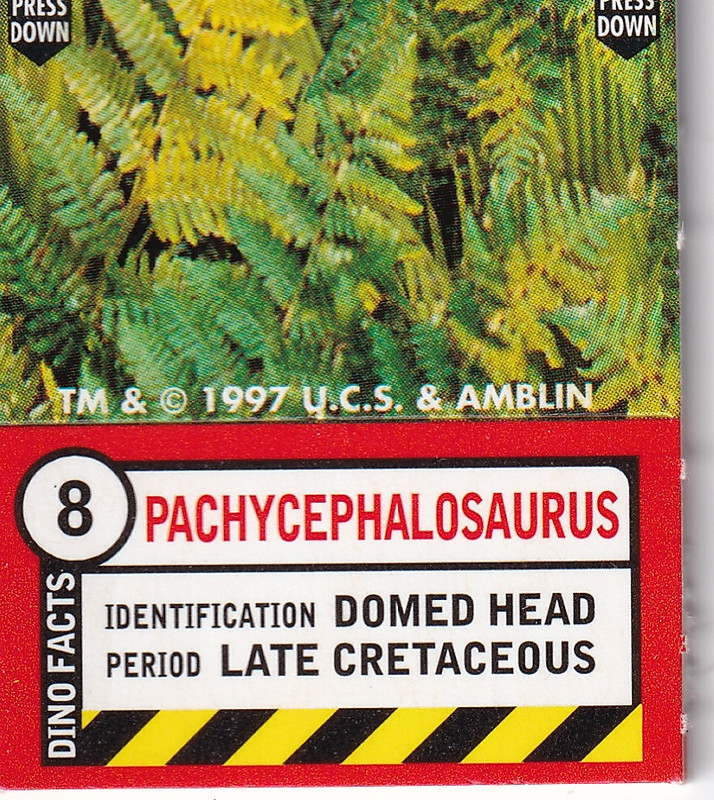 PRESS
DOWN
PRESS
DOWN
TM & © 1997 U.C.S. & AMBLIN
8
PACHYCEPHALOSAURUS
DINO FACTS
IDENTIFICATION DOMED HEAD
PERIOD LATE CRETACEOUS